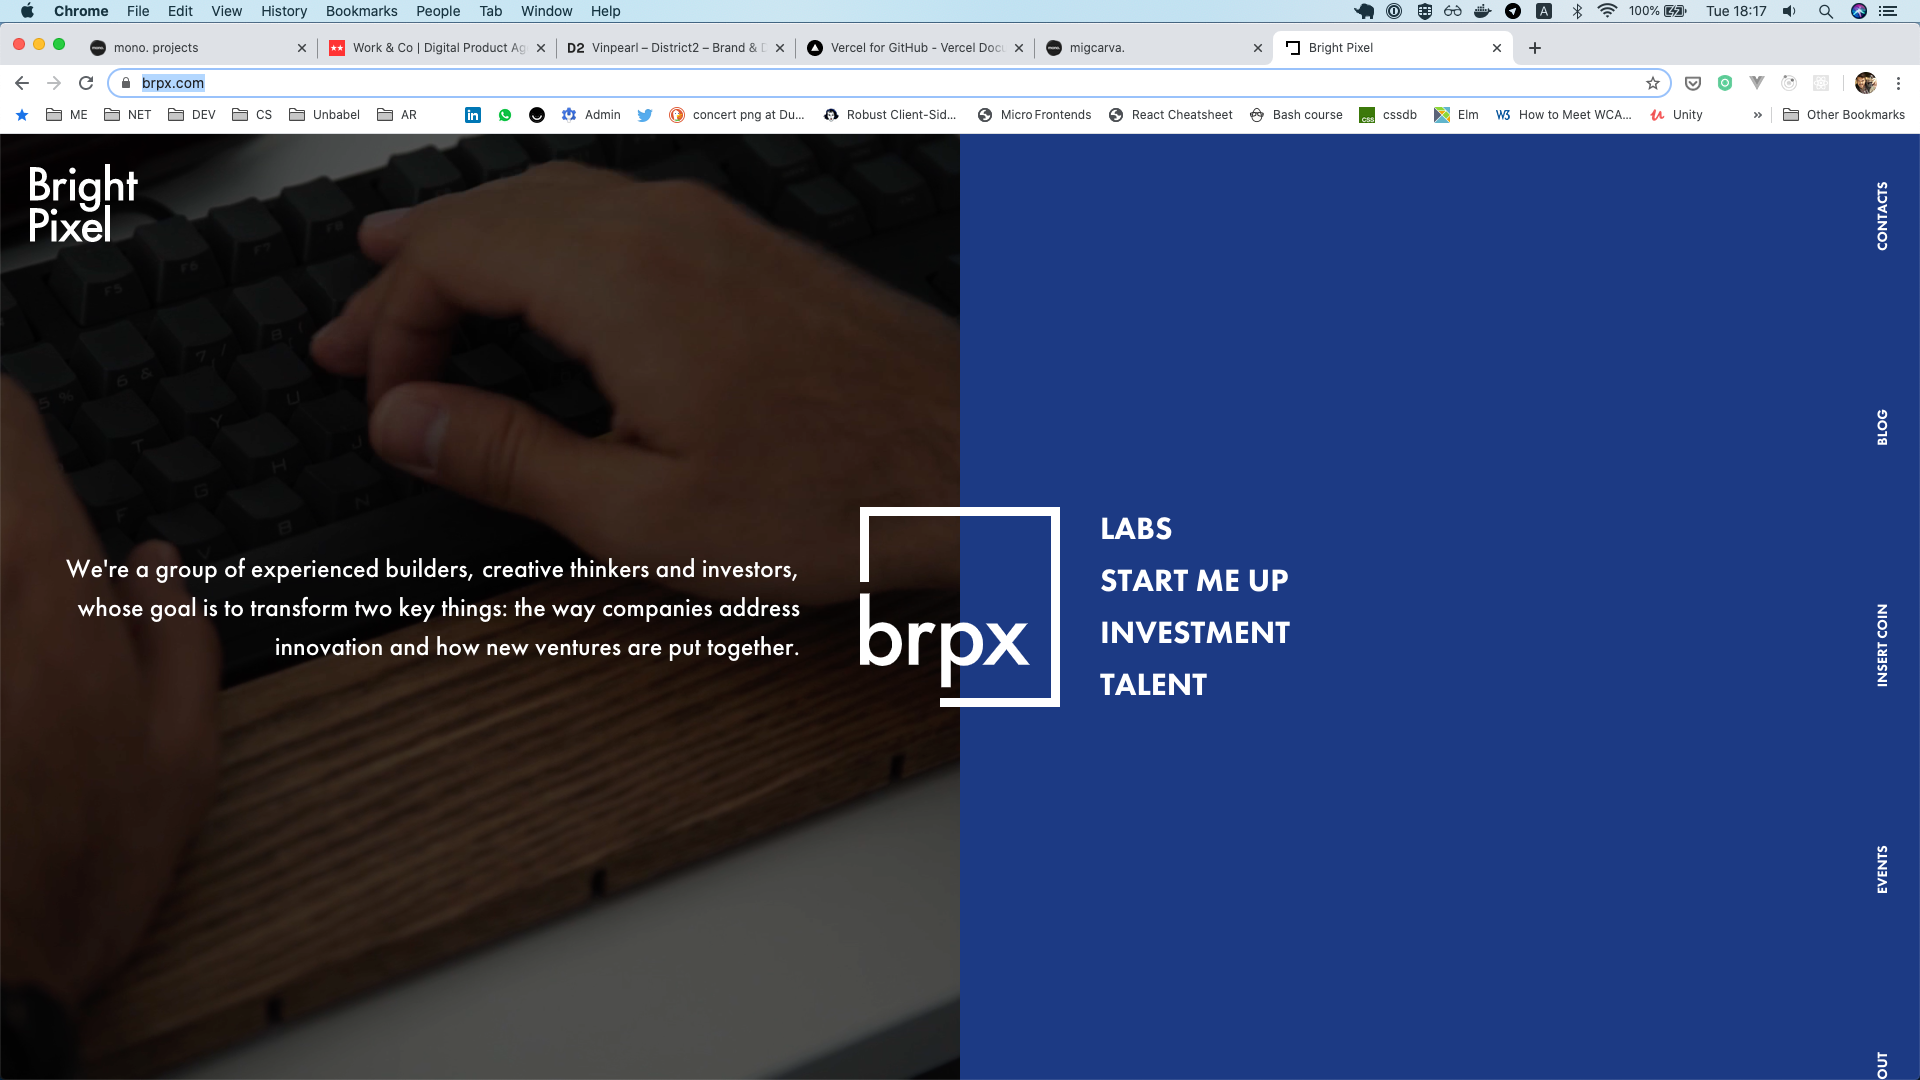 Chrome File Edit View History Bookmarks People Tab Window Help
100% Tue 18:17
mono. projects
Work & Co | Digital Product Ag
D2 Vinpearl – District2 – Brand & D
Vercel for GitHub - Vercel Docu
migcarva.
Bright Pixel
brpx.com
ME NET DEV CS Unbabel AR Admin concert png at Du... Robust Client-Sid... Micro Frontends React Cheatsheet Bash course cssdb Elm How to Meet WCA... Unity » Other Bookmarks
Bright
Pixel
We're a group of experienced builders, creative thinkers and investors,
whose goal is to transform two key things: the way companies address
innovation and how new ventures are put together.
brpx
LABS
START ME UP
INVESTMENT
TALENT
CONTACTS
BLOG
INSERT COIN
EVENTS
OUT